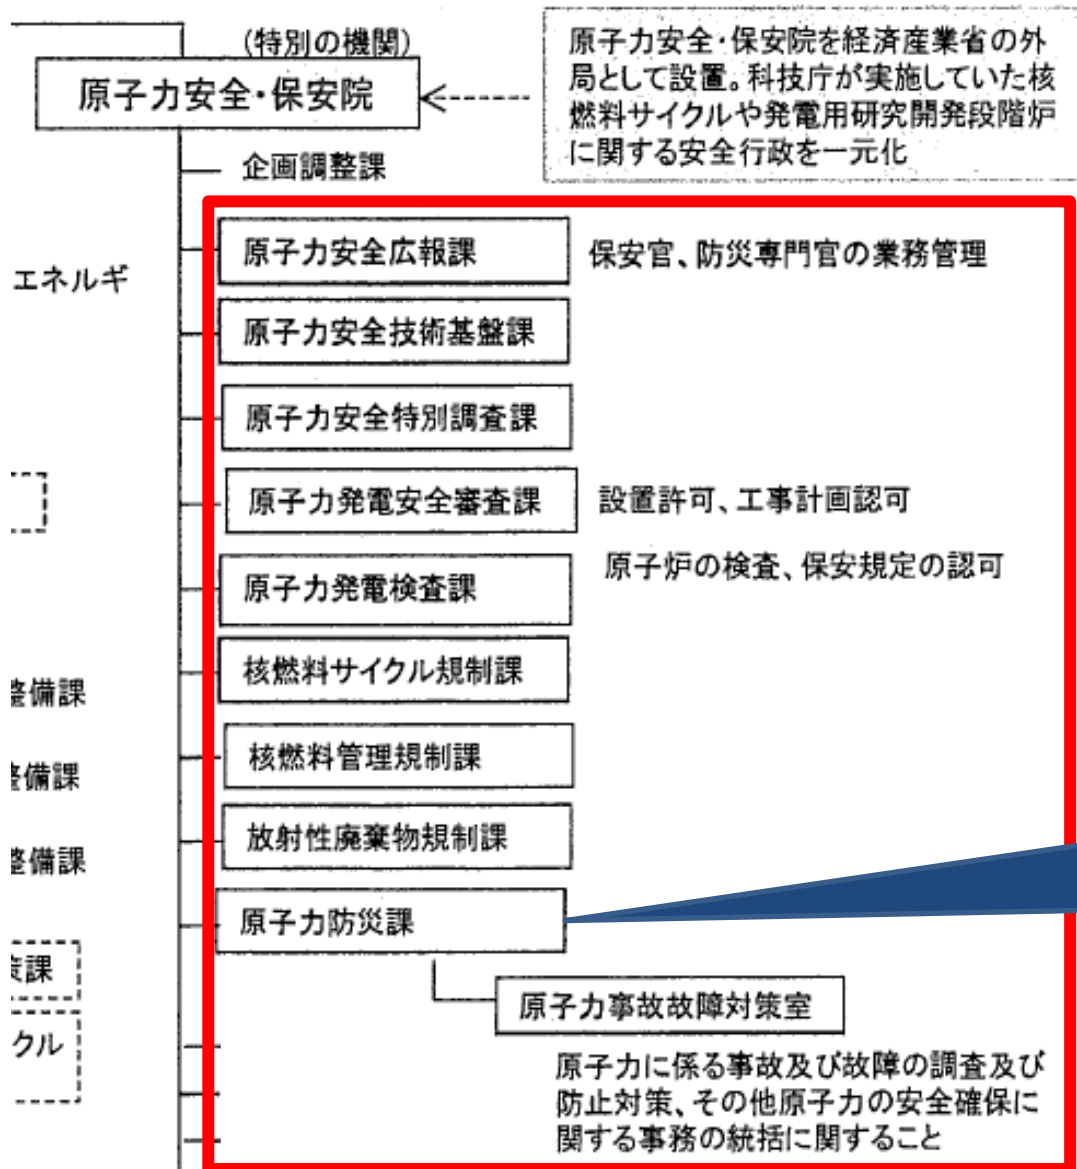 (特別の機関)
原子力安全・保安院
原子力安全・保安院を経済産業省の外
局として設置。科技庁が実施していた核
燃料サイクルや発電用研究開発段階炉
に関する安全行政を一元化
企画調整課
原子力安全広報課
保安官、防災専門官の業務管理
エネルギ
原子力安全技術基盤課
原子力安全特別調査課
原子力発電安全審査課
設置許可、工事計画認可
原子力発電検査課
原子炉の検査、保安規定の認可
核燃料サイクル規制課
整備課
核燃料管理規制課
整備課
放射性廃棄物規制課
整備課
原子力防災課
課
原子力事故故障対策室
クル
原子力に係る事故及び故障の調査及び
防止対策、その他原子力の安全確保に
関する事務の統括に関すること